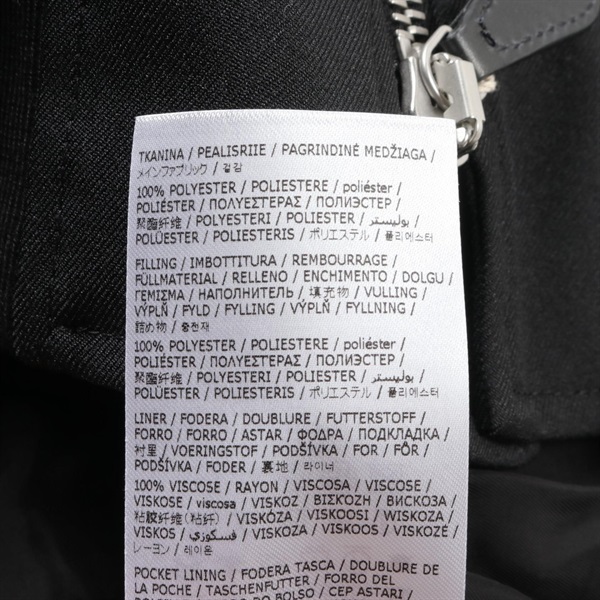 TKANINA / PEALISRIIE / PAGRINDINĖ MEDŽIAGA /
メインファブリック / 겉감
100% POLYESTER / POLIESTERE / poliéster /
POLIÉSTER / ΠΟΛΥΕΣΤΕΡΑΣ / ПОЛИЭСТЕР /
聚酯纤维 / POLYESTERI / POLIESTER / بوليستر /
POLÜESTER / POLIESTERIS / ポリエステル / 폴리에스터
FILLING / IMBOTTITURA / REMBOURRAGE /
FÜLLMATERIAL / RELLENO / ENCHIMENTO / DOLGU /
ΓΕΜΙΣΜΑ / НАПОЛНИТЕЛЬ / 填充物 / VULLING /
VÝPLŇ / FYLD / FYLLING / VÝPLŇ / FYLLNING /
詰め物 / 충전재
100% POLYESTER / POLIESTERE / poliéster /
POLIÉSTER / ΠΟΛΥΕΣΤΕΡΑΣ / ПОЛИЭСТЕР /
聚酯纤维 / POLYESTERI / POLIESTER / بوليستر /
POLÜESTER / POLIESTERIS / ポリエステル / 폴리에스터
LINER / FODERA / DOUBLURE / FUTTERSTOFF /
FORRO / FORRO / ASTAR / ΦΟΔΡΑ / ПОДКЛАДКА /
衬里 / VOERINGSTOF / PODŠÍVKA / FOR / FÔR /
PODŠÍVKA / FODER / 裏地 / 라이너
100% VISCOSE / RAYON / VISCOSA / VISCOSE /
VISKOSE / viscosa / VISKOZ / ΒΙΣΚΟΖΗ / ВИСКОЗА /
粘胶纤维(粘纤) / VISKÓZA / VISKOOSI / WISKOZA /
VISKOS / فسكوزي / VISKÓZA / VISKOOS / VISKOZĖ /
レーヨン / 레이온
POCKET LINING / FODERA TASCA / DOUBLURE DE
LA POCHE / TASCHENFUTTER / FORRO DEL
DO BOLSO / CEP ASTARI /